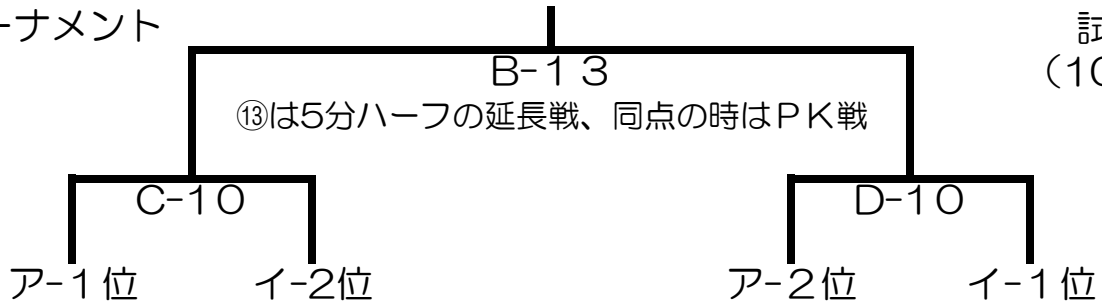 ーナメント
試
（10
B-13
⑬は5分ハーフの延長戦、同点の時はPK戦
C-10
D-10
ア-1位
イ-2位
ア-2位
イ-1位